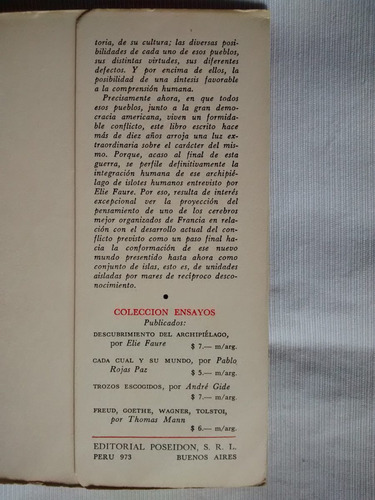 toria, de su cultura; las diversas posi-
bilidades de cada uno de esos pueblos,
sus distintas virtudes, sus diferentes
defectos. Y por encima de ellos, la
posibilidad de una síntesis favorable
a la comprensión humana.
Precisamente ahora, en que todos
esos pueblos, junto a la gran demo-
cracia americana, viven un formida-
ble conflicto, este libro escrito hace
más de diez años arroja una luz ex-
traordinaria sobre el carácter del mis-
mo. Porque, acaso al final de esta
guerra, se perfile definitivamente la
integración humana de ese archipié-
lago de islotes humanos entrevisto por
Elie Faure. Por eso, resulta de interés
excepcional ver la proyección del
pensamiento de uno de los cerebros
mejor organizados de Francia en rela-
ción con el desarrollo actual del con-
flicto previsto como un paso final hacia
la conformación de ese nuevo
mundo presentido hasta ahora como
conjunto de islas, esto es, de unidades
aisladas por mares de recíproco desco-
nocimiento.
COLECCION ENSAYOS
Publicados:
DESCUBRIMIENTO DEL ARCHIPIÉLAGO,
por Elie Faure $ 7.— m/arg.
CADA CUAL Y SU MUNDO, por Pablo
Rojas Paz $ 5.— m/arg.
TROZOS ESCOGIDOS, por André Gide
$ 7.— m/arg.
FREUD, GOETHE, WAGNER, TOLSTOI,
por Thomas Mann
$ 6.— m/arg.
EDITORIAL POSEIDON, S. R. L.
PERU 973 BUENOS AIRES